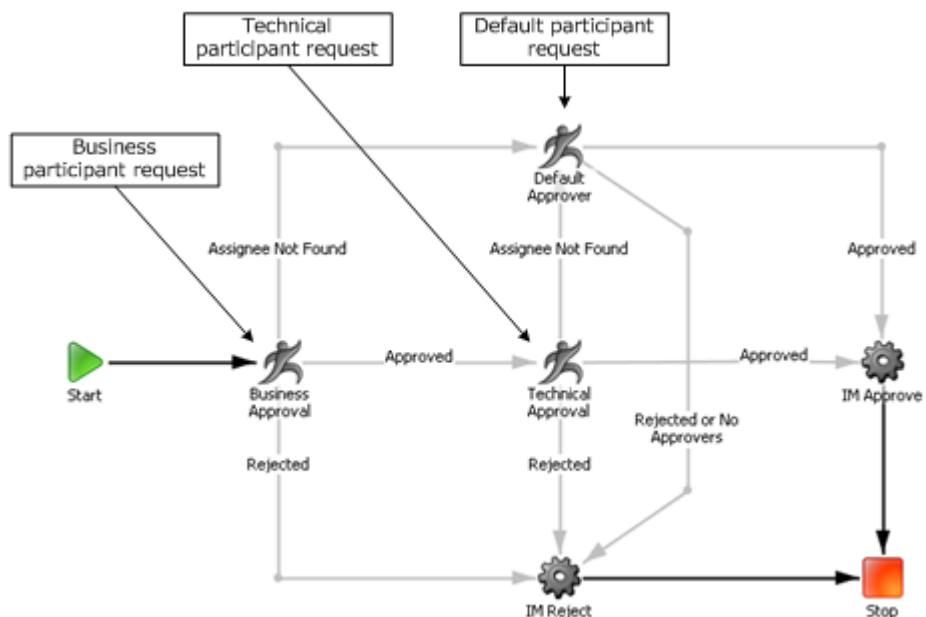 Technical
participant request
Default participant
request
Business
participant request
Default
Approver
Assignee Not Found
Assignee Not Found
Approved
Start
Business
Approval
Approved
Technical
Approval
Approved
IM Approve
Rejected
Rejected
Rejected or No
Approvers
IM Reject
Stop